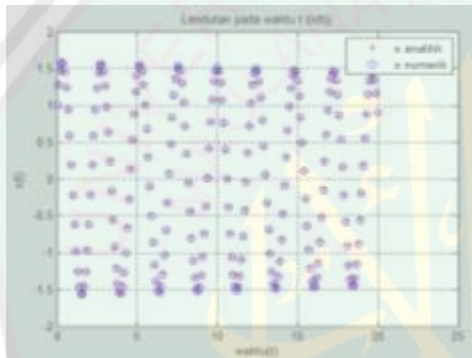 Lendutan pada waktu t (x(t))
x analitik
x numerik
2
1.5
1
0.5
0
-0.5
-1
-1.5
-2
x(t)
0 5 10 15 20 25
waktu(t)